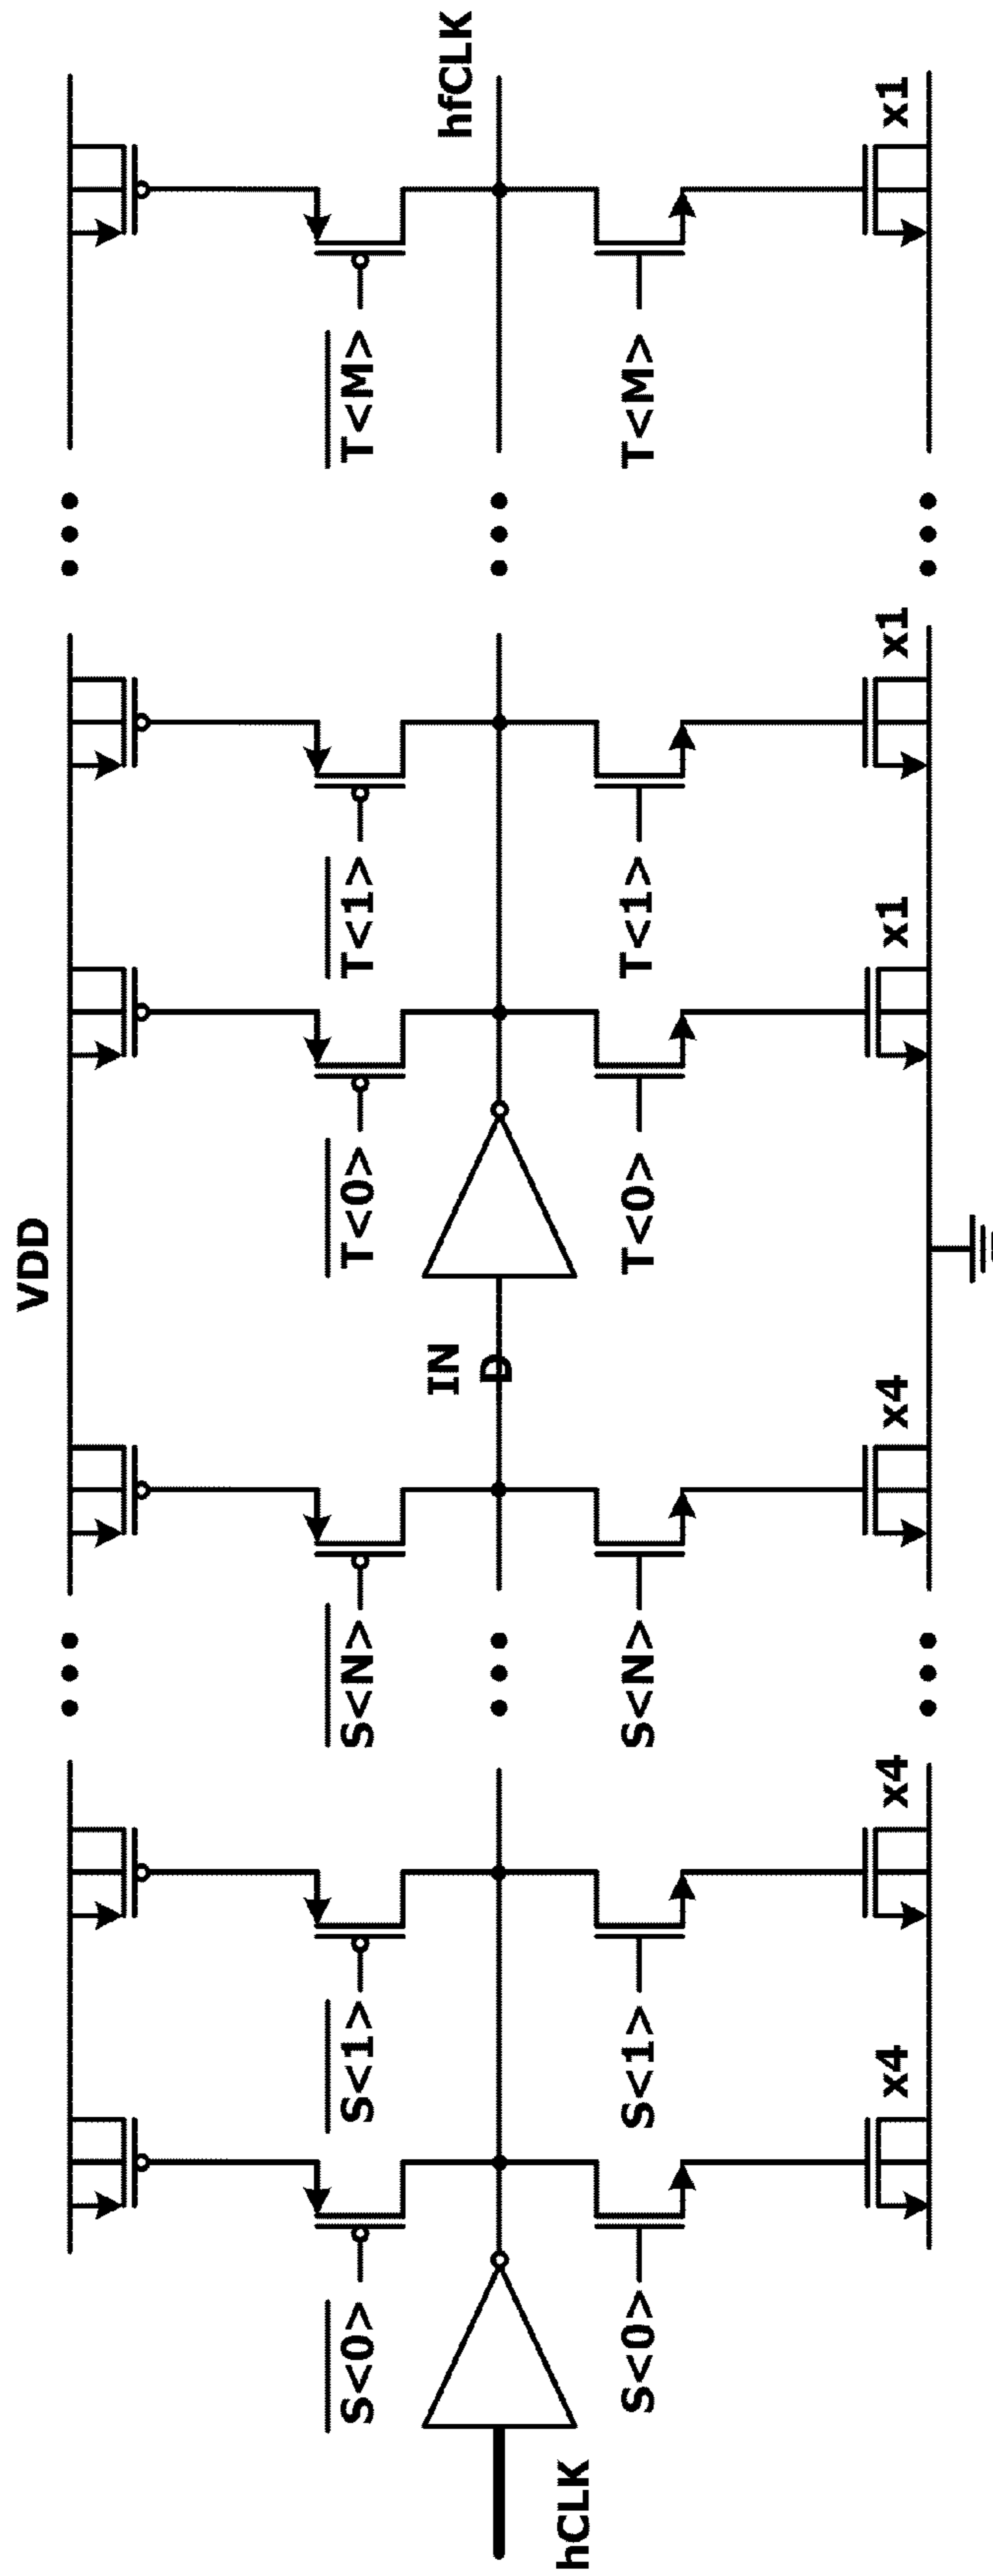 VDD
S<0>
S<1>
S<N>
T<0>
T<1>
T<M>
hCLK
IN
D
hfCLK
S<0>
S<1>
S<N>
T<0>
T<1>
T<M>
x4
x4
x4
x1
x1
x1